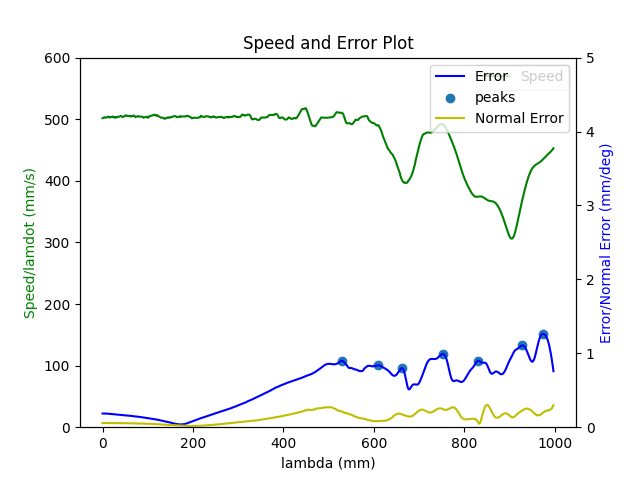 Speed and Error Plot
Speed/lamdot (mm/s)
600
500
400
300
200
100
0
Error
Speed
peaks
Normal Error
5
4
3
2
1
0
Error/Normal Error (mm/deg)
0
200
400
600
800
1000
lambda (mm)